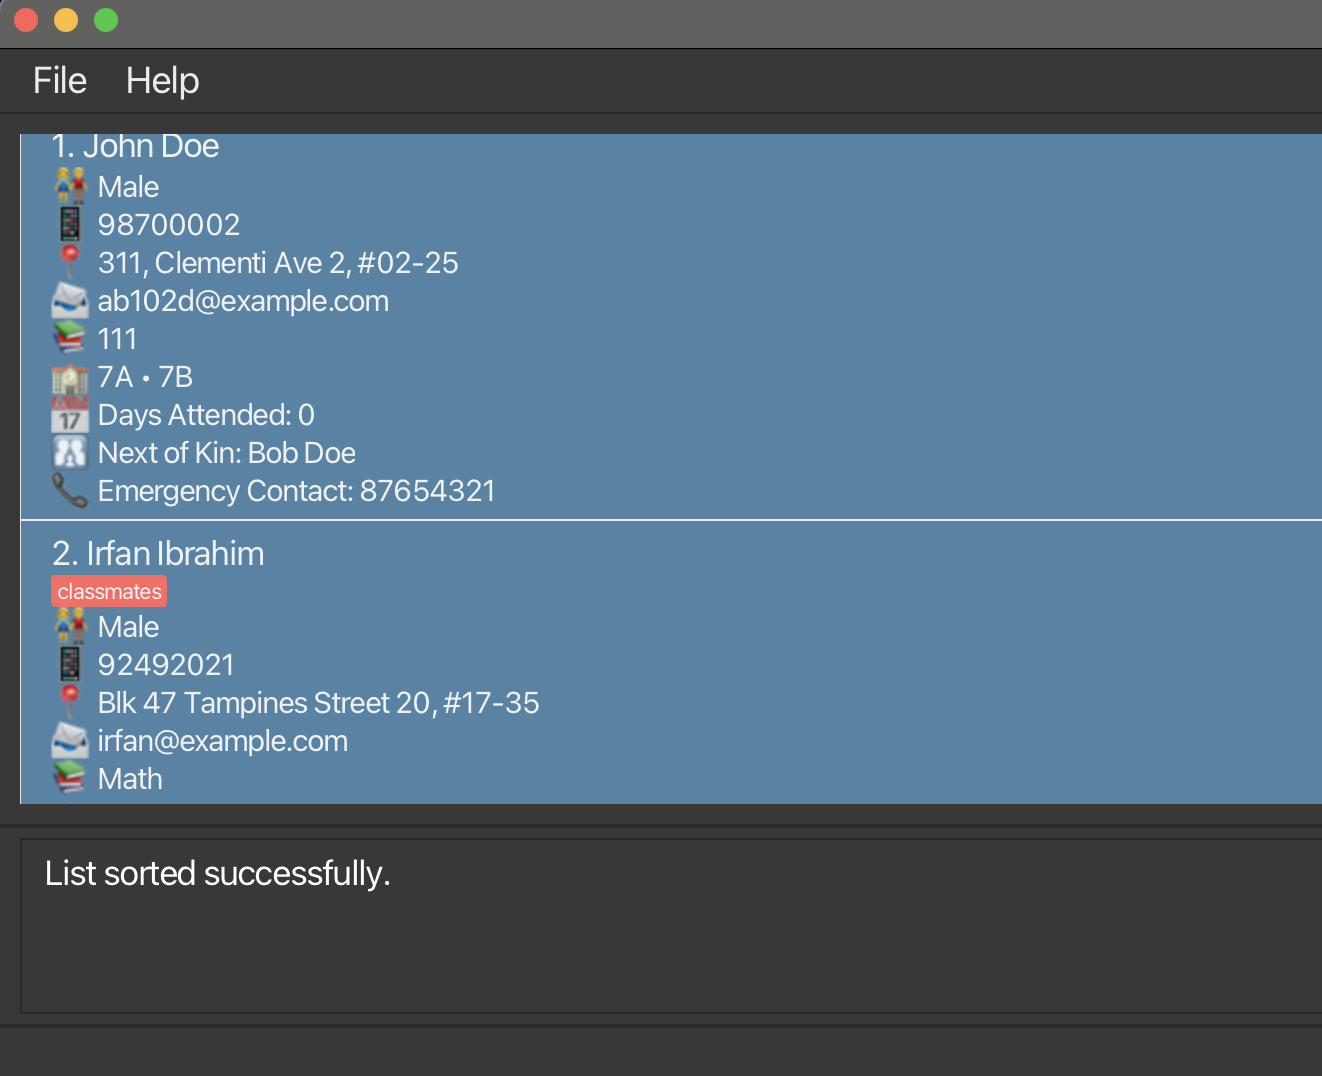 File Help
1. John Doe
Male
98700002
311, Clementi Ave 2, #02-25
ab102d@example.com
111
7A • 7B
17 Days Attended: 0
Next of Kin: Bob Doe
Emergency Contact: 87654321
2. Irfan Ibrahim
classmates
Male
92492021
Blk 47 Tampines Street 20, #17-35
irfan@example.com
Math
List sorted successfully.